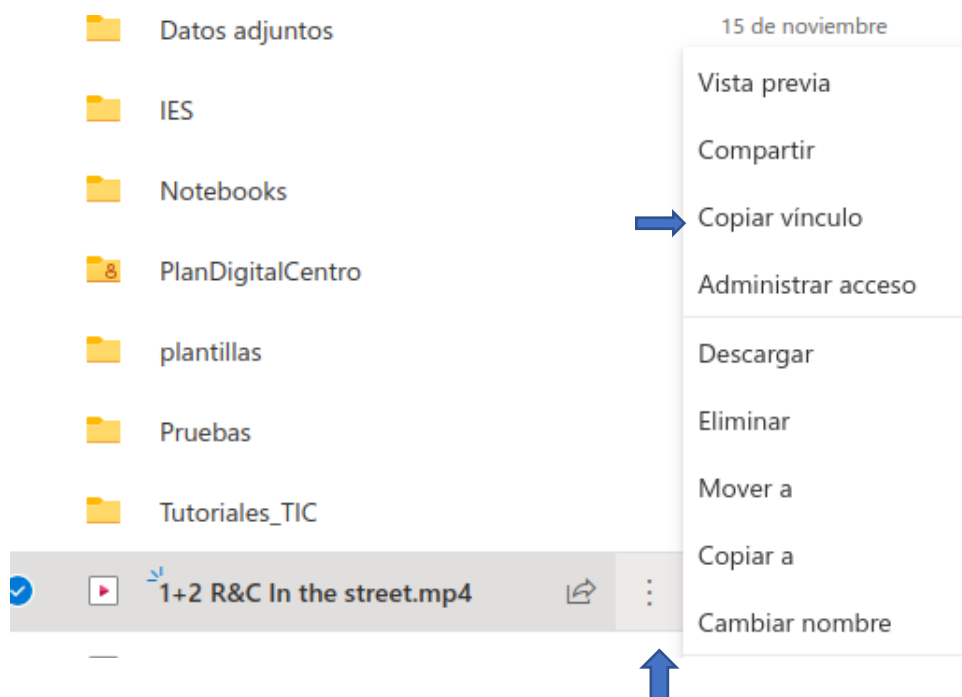 Datos adjuntos
15 de noviembre
IES
Notebooks
PlanDigitalCentro
plantillas
Pruebas
Tutoriales_TIC
1+2 R&C In the street.mp4
Vista previa
Compartir
Copiar vínculo
Administrar acceso
Descargar
Eliminar
Mover a
Copiar a
Cambiar nombre